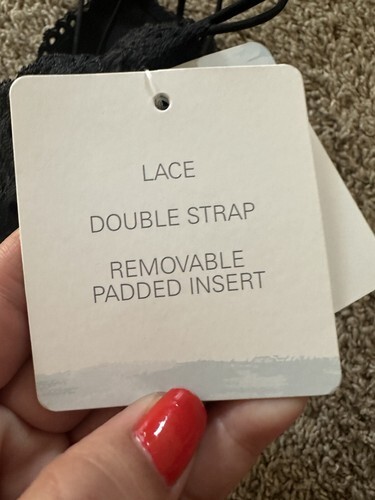 LACE
DOUBLE STRAP
REMOVABLE
PADDED INSERT